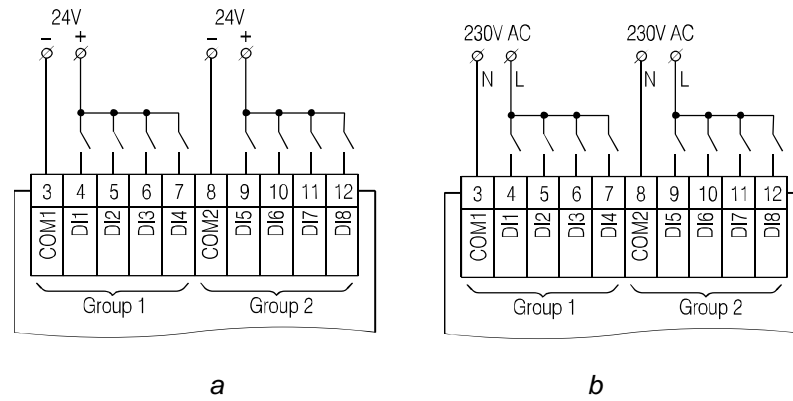 24V 24V
– + – +
3 4 5 6 7 8 9 10 11 12
COM1 DI1 DI2 DI3 DI4 COM2 DI5 DI6 DI7 DI8
Group 1 Group 2
a
230V AC 230V AC
N L N L
3 4 5 6 7 8 9 10 11 12
COM1 DI1 DI2 DI3 DI4 COM2 DI5 DI6 DI7 DI8
Group 1 Group 2
b